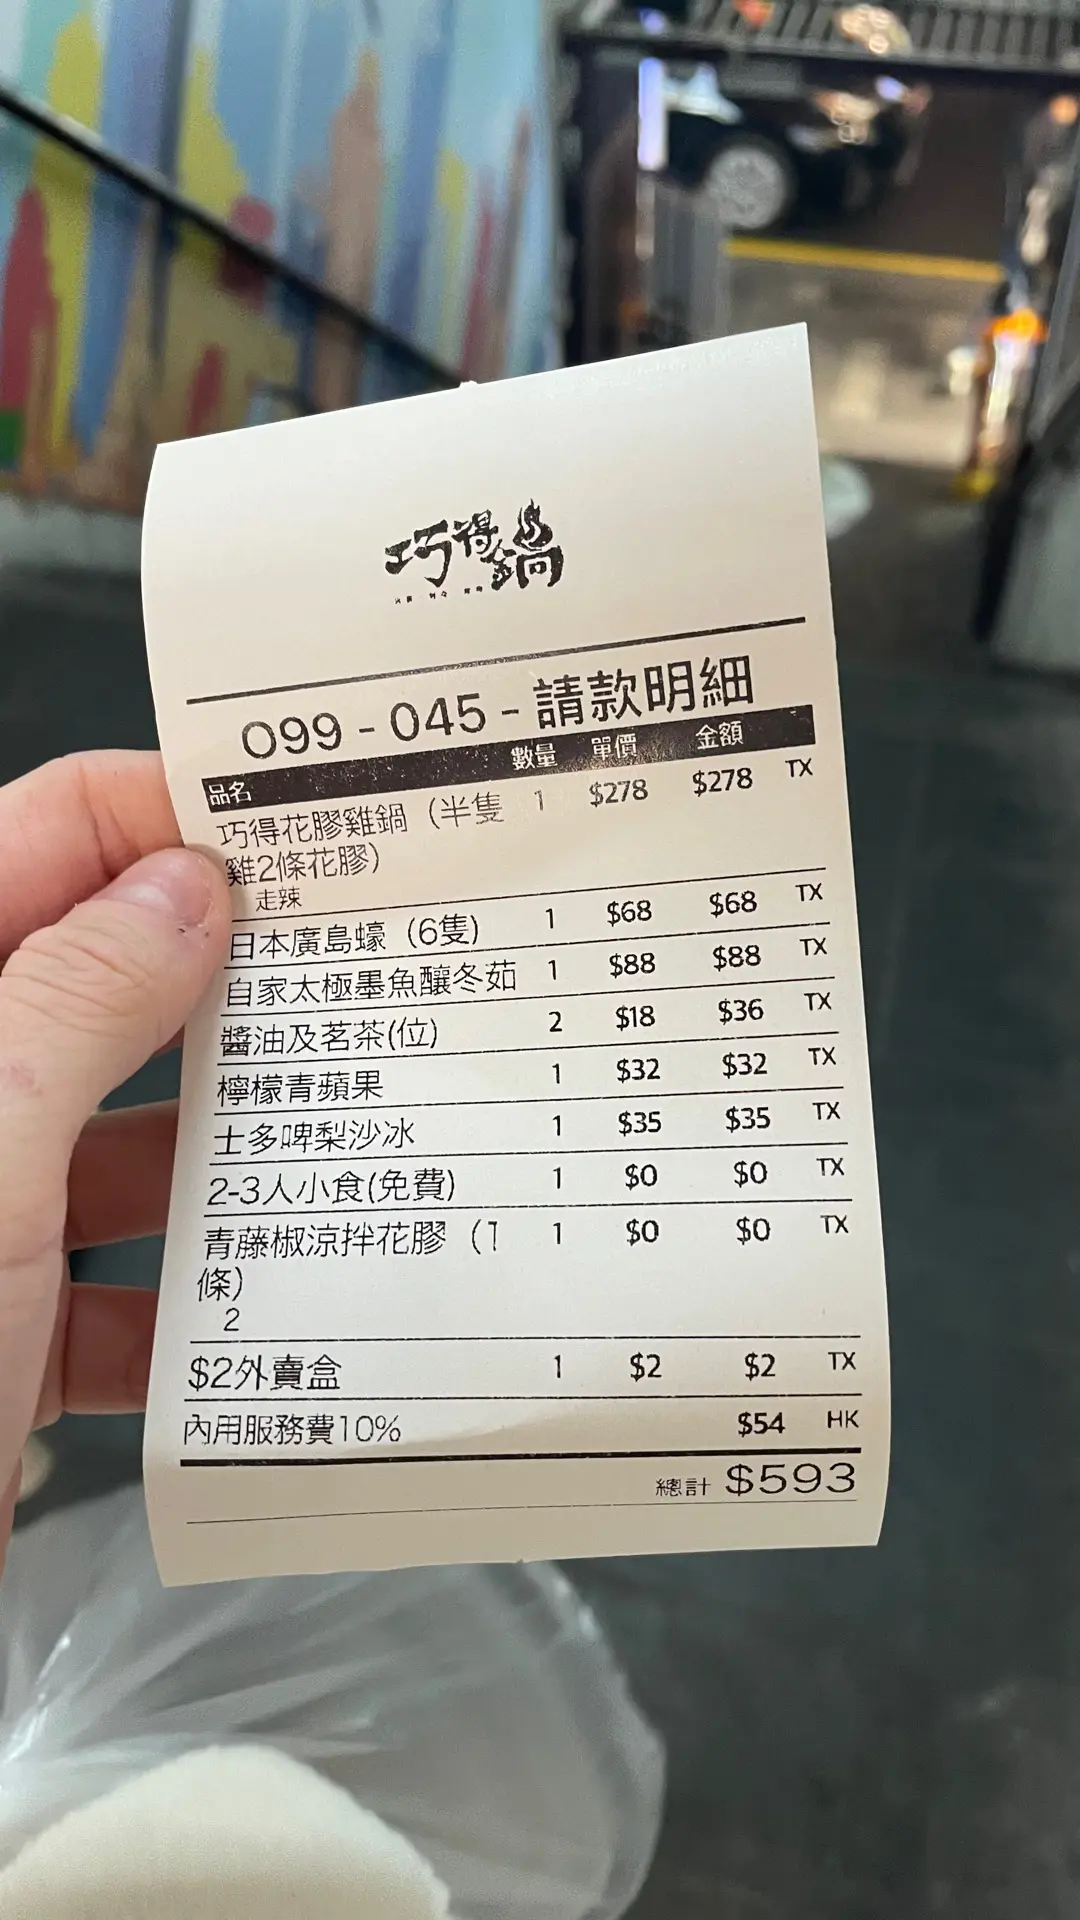 巧得鍋
099 - 045 - 請款明細
品名 數量 單價 金額
巧得花膠雞鍋（半隻 1 $278 $278 TX
雞2條花膠）
走辣
日本廣島蠔（6隻） 1 $68 $68 TX
自家太極墨魚釀冬茹 1 $88 $88 TX
醬油及茗茶(位) 2 $18 $36 TX
檸檬青蘋果 1 $32 $32 TX
士多啤梨沙冰 1 $35 $35 TX
2-3人小食(免費) 1 $0 $0 TX
青藤椒涼拌花膠（1 1 $0 $0 TX
條）
2
$2外賣盒 1 $2 $2 TX
內用服務費10% $54 HK
總計 $593